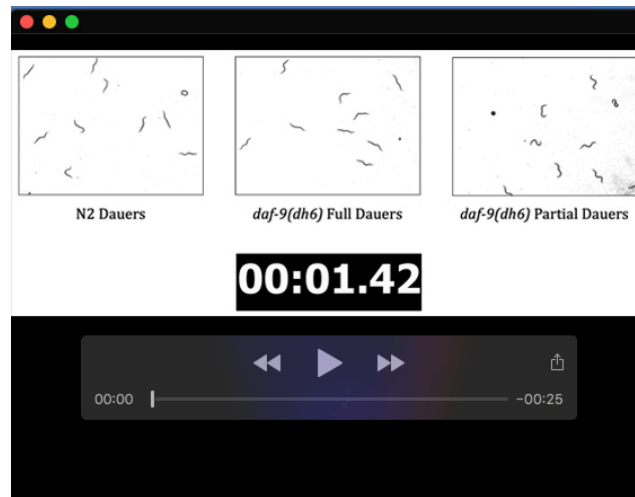 N2 Dauers
daf-9(dh6) Full Dauers
daf-9(dh6) Partial Dauers
00:01.42
00:00
-00:25